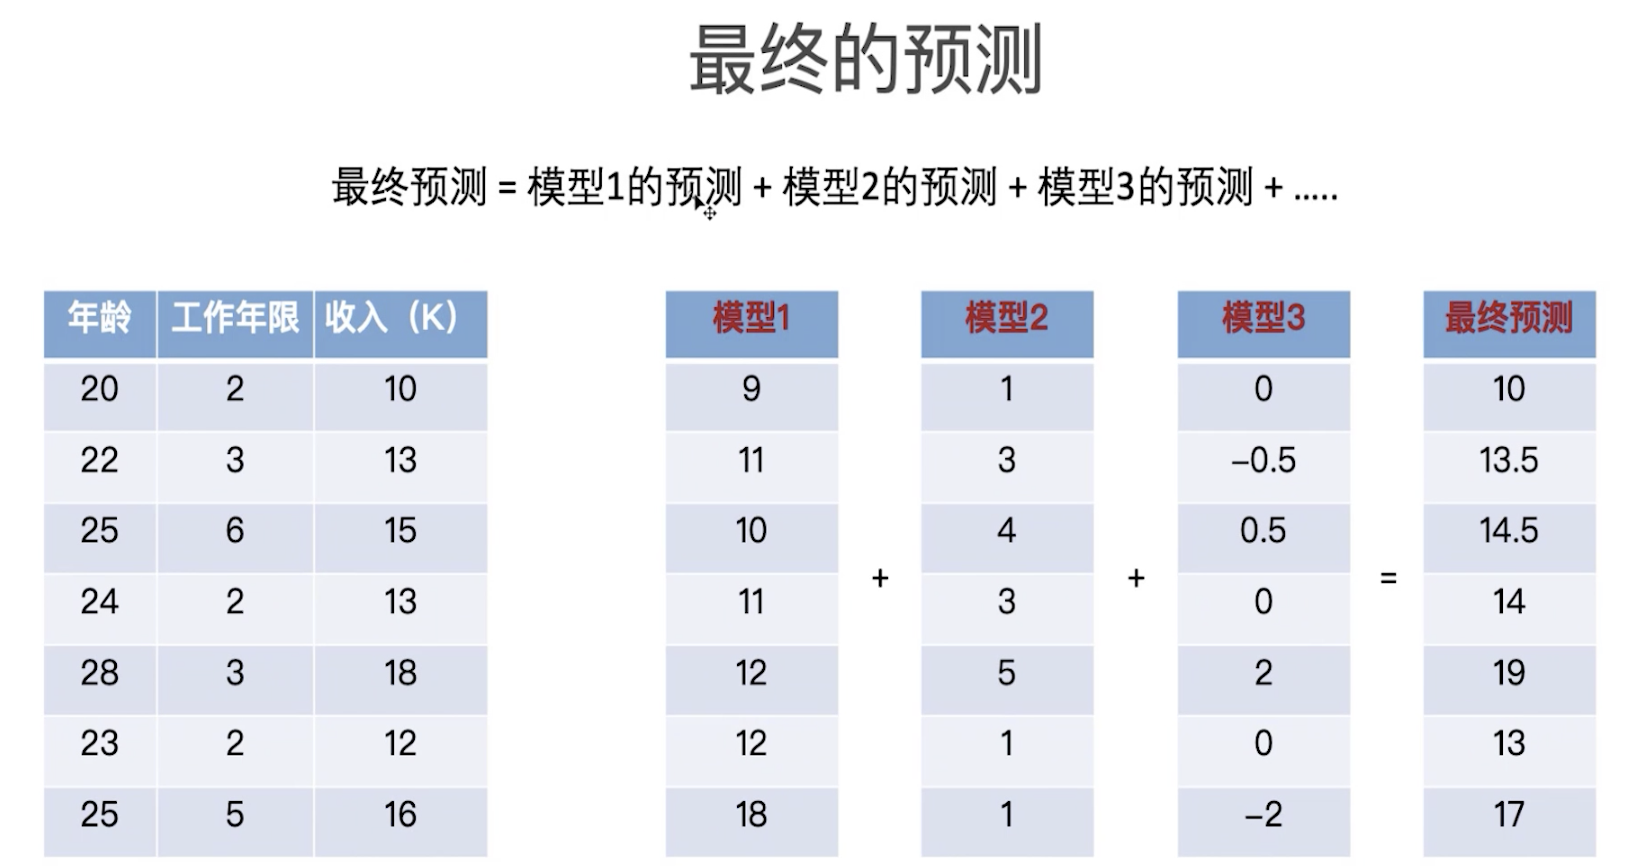 最终的预测
最终预测 = 模型1的预测 + 模型2的预测 + 模型3的预测 + .....
年龄 工作年限 收入（K） 模型1 模型2 模型3 最终预测
20 2 10 9 1 0 10
22 3 13 11 3 −0.5 13.5
25 6 15 10 4 0.5 14.5
+ + =
24 2 13 11 3 0 14
28 3 18 12 5 2 19
23 2 12 12 1 0 13
25 5 16 18 1 −2 17